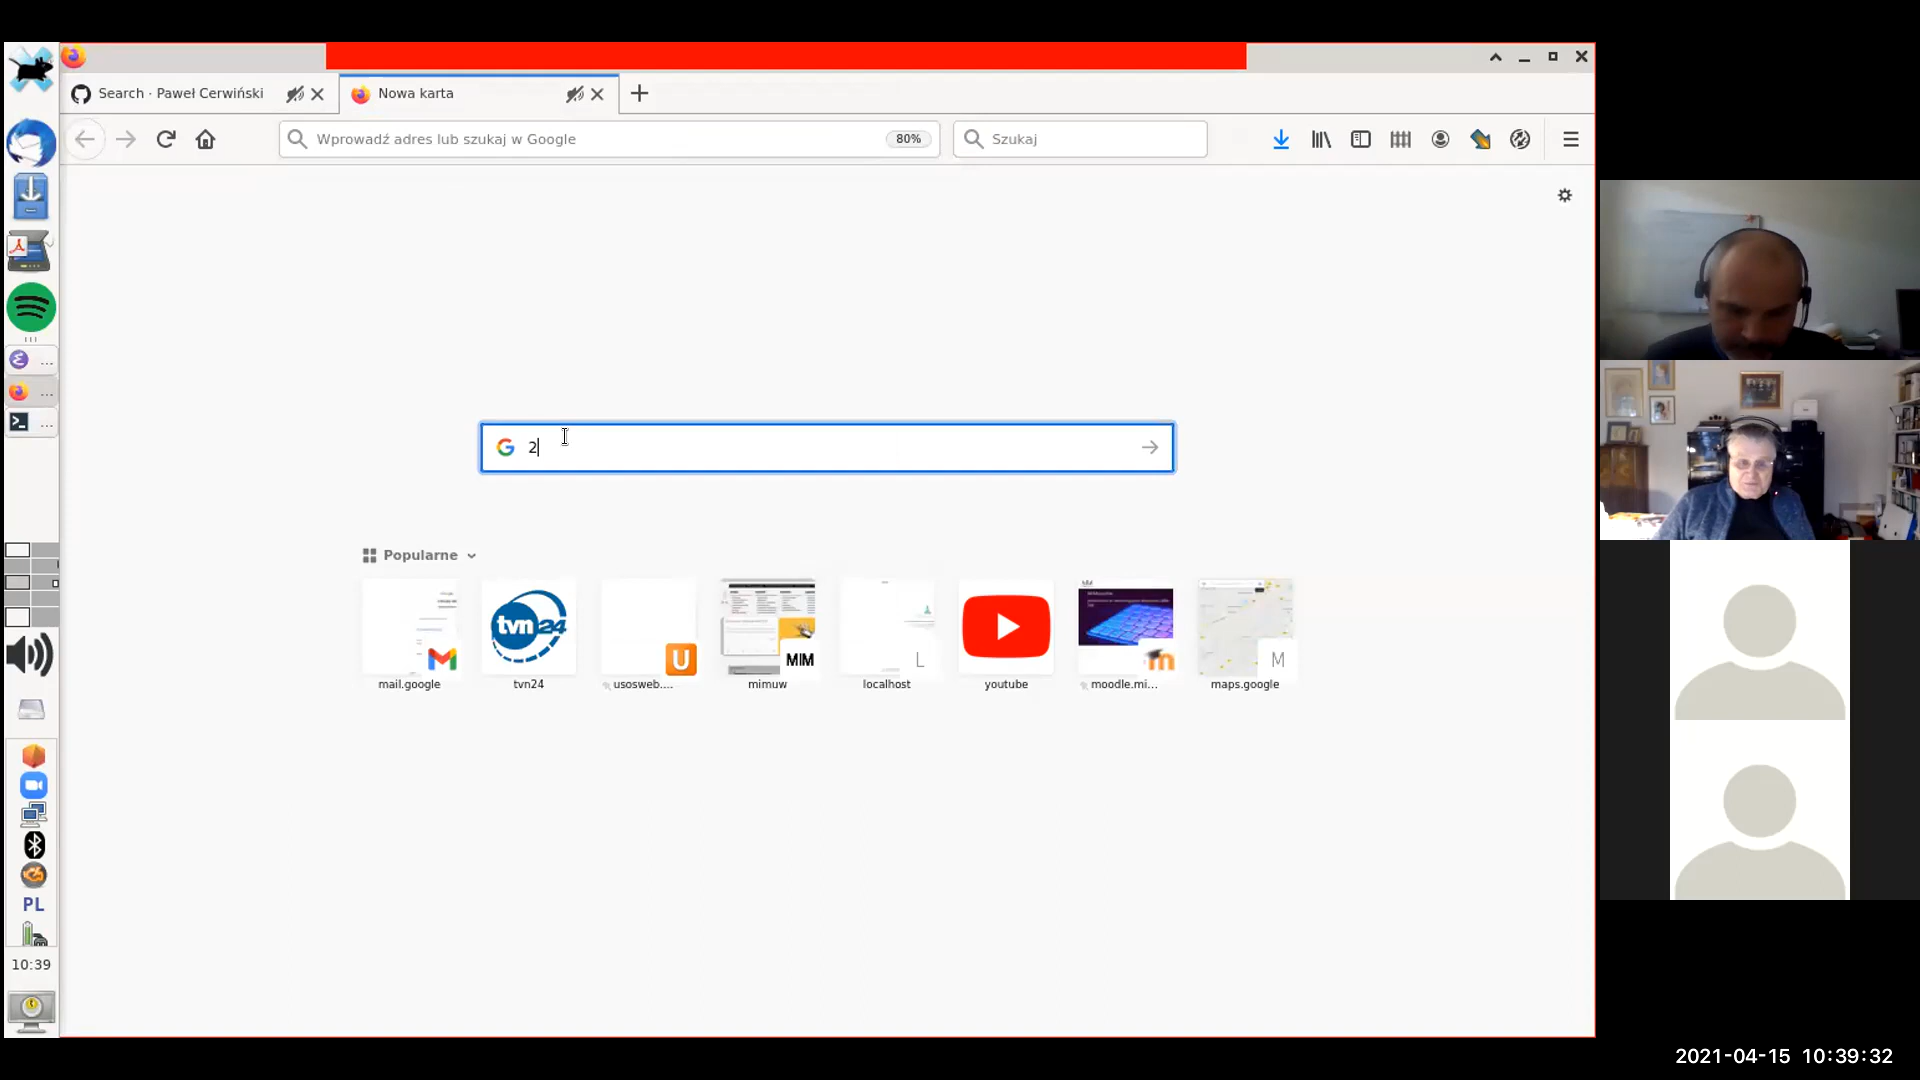 Search · Paweł Cerwiński
Nowa karta
Wprowadź adres lub szukaj w Google
80%
Szukaj
2
Popularne
tvn24
U
MIM
L
M
mail.google
tvn24
usosweb....
mimuw
localhost
youtube
moodle.mi...
maps.google
PL
10:39
2021-04-15 10:39:32